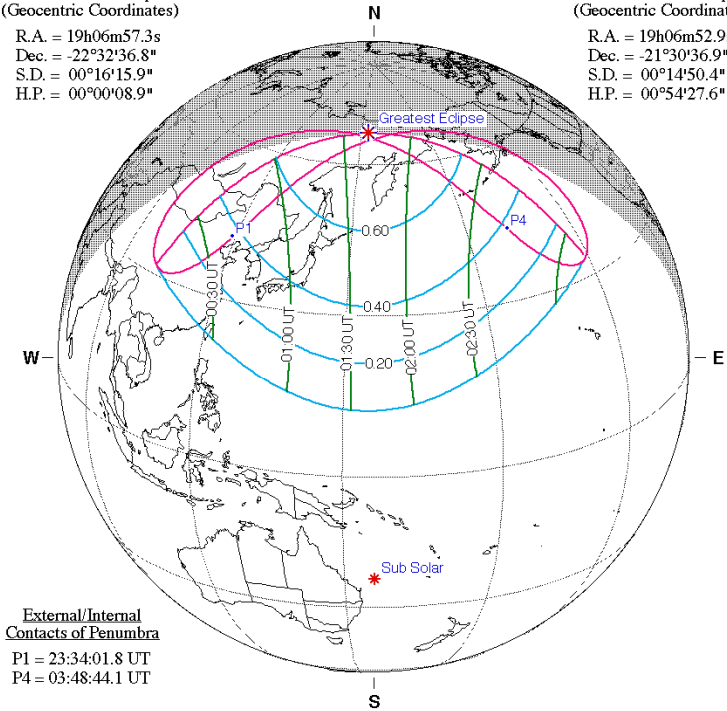 (Geocentric Coordinates)
R.A. = 19h06m57.3s
Dec. = -22°32'36.8"
S.D. = 00°16'15.9"
H.P. = 00°00'08.9"
(Geocentric Coordina
R.A. = 19h06m52.9
Dec. = -21°30'36.9"
S.D. = 00°14'50.4"
H.P. = 00°54'27.6"
N
Greatest Eclipse
P1
P4
0.60
0.40
0.20
00:30 UT
01:00 UT
01:30 UT
02:00 UT
02:30 UT
W
E
Sub Solar
External/Internal
Contacts of Penumbra
P1 = 23:34:01.8 UT
P4 = 03:48:44.1 UT
S